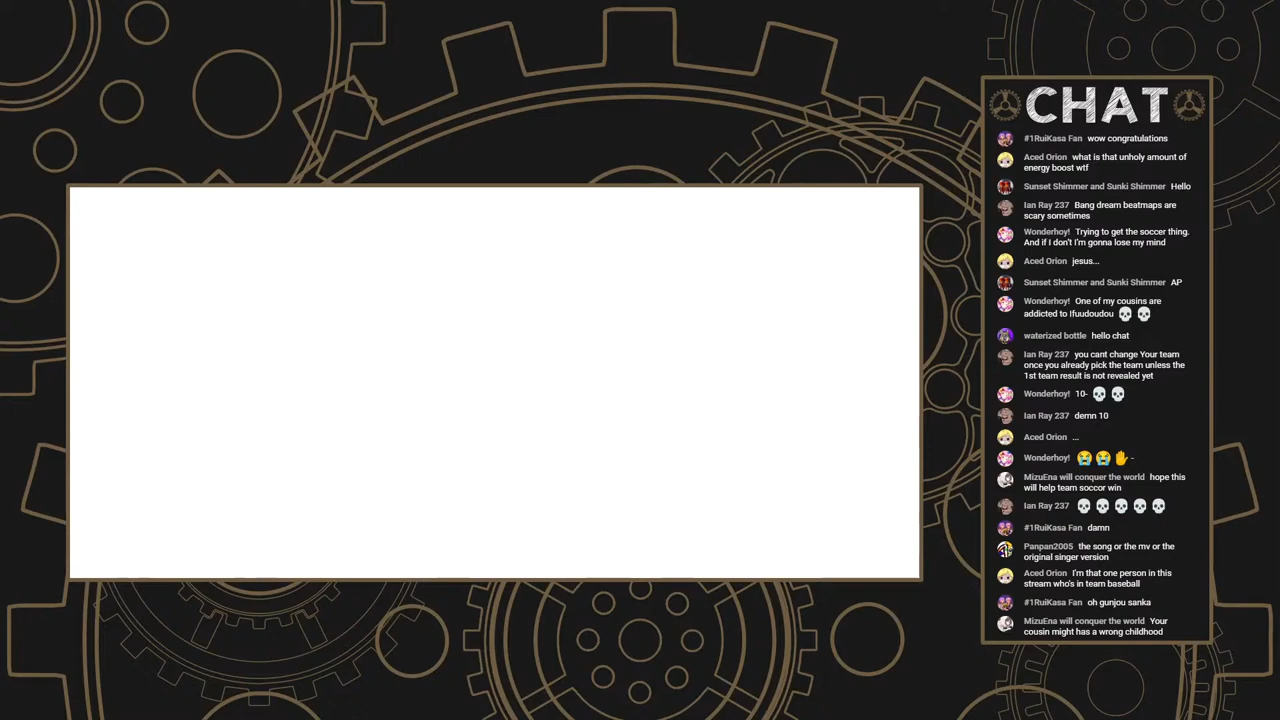 CHAT
#1RuiKasa Fan wow congratulations
Aced Orion what is that unholy amount of
energy boost wtf
Sunset Shimmer and Sunki Shimmer Hello
Ian Ray 237 Bang dream beatmaps are
scary sometimes
Wonderhoy! Trying to get the soccer thing.
And if I don't I'm gonna lose my mind
Aced Orion jesus...
Sunset Shimmer and Sunki Shimmer AP
Wonderhoy! One of my cousins are
addicted to Ifuudoudou 💀 💀
waterized bottle hello chat
Ian Ray 237 you cant change Your team
once you already pick the team unless the
1st team result is not revealed yet
Wonderhoy! 10- 💀 💀
Ian Ray 237 demn 10
Aced Orion ...
Wonderhoy! 😭 😭 ✋ -
MizuEna will conquer the world hope this
will help team soccor win
Ian Ray 237 💀 💀 💀 💀 💀
#1RuiKasa Fan damn
Panpan2005 the song or the mv or the
original singer version
Aced Orion I'm that one person in this
stream who's in team baseball
#1RuiKasa Fan oh gunjou sanka
MizuEna will conquer the world Your
cousin might has a wrong childhood